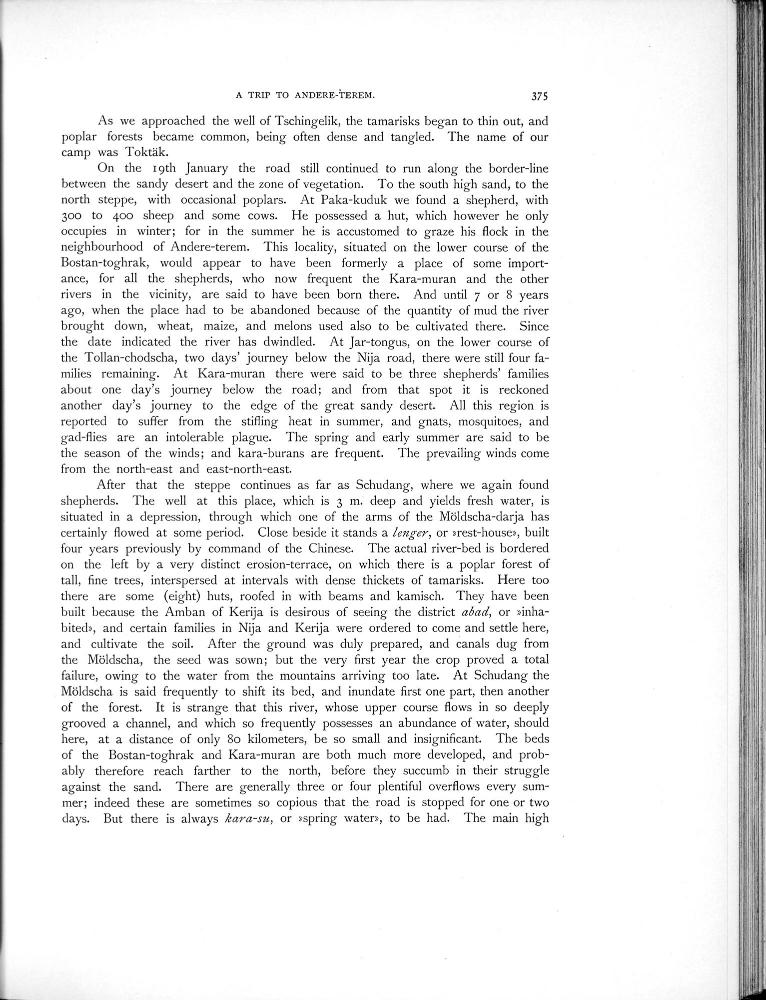 A TRIP TO ANDERE-TEREM. 375
As we approached the well of Tschingelik, the tamarisks began to thin out, and
poplar forests became common, being often dense and tangled. The name of our
camp was Toktäk.
On the 19th January the road still continued to run along the border-line
between the sandy desert and the zone of vegetation. To the south high sand, to the
north steppe, with occasional poplars. At Paka-kuduk we found a shepherd, with
300 to 400 sheep and some cows. He possessed a hut, which however he only
occupies in winter; for in the summer he is accustomed to graze his flock in the
neighbourhood of Andere-terem. This locality, situated on the lower course of the
Bostan-toghrak, would appear to have been formerly a place of some import-
ance, for all the shepherds, who now frequent the Kara-muran and the other
rivers in the vicinity, are said to have been born there. And until 7 or 8 years
ago, when the place had to be abandoned because of the quantity of mud the river
brought down, wheat, maize, and melons used also to be cultivated there. Since
the date indicated the river has dwindled. At Jar-tongus, on the lower course of
the Tollan-chodscha, two days' journey below the Nija road, there were still four fa-
milies remaining. At Kara-muran there were said to be three shepherds' families
about one day's journey below the road; and from that spot it is reckoned
another day's journey to the edge of the great sandy desert. All this region is
reported to suffer from the stifling heat in summer, and gnats, mosquitoes, and
gad-flies are an intolerable plague. The spring and early summer are said to be
the season of the winds; and kara-burans are frequent. The prevailing winds come
from the north-east and east-north-east.
After that the steppe continues as far as Schudang, where we again found
shepherds. The well at this place, which is 3 m. deep and yields fresh water, is
situated in a depression, through which one of the arms of the Möldscha-darja has
certainly flowed at some period. Close beside it stands a lenger, or »rest-house», built
four years previously by command of the Chinese. The actual river-bed is bordered
on the left by a very distinct erosion-terrace, on which there is a poplar forest of
tall, fine trees, interspersed at intervals with dense thickets of tamarisks. Here too
there are some (eight) huts, roofed in with beams and kamisch. They have been
built because the Amban of Kerija is desirous of seeing the district abad, or »inha-
bited», and certain families in Nija and Kerija were ordered to come and settle here,
and cultivate the soil. After the ground was duly prepared, and canals dug from
the Möldscha, the seed was sown; but the very first year the crop proved a total
failure, owing to the water from the mountains arriving too late. At Schudang the
Möldscha is said frequently to shift its bed, and inundate first one part, then another
of the forest. It is strange that this river, whose upper course flows in so deeply
grooved a channel, and which so frequently possesses an abundance of water, should
here, at a distance of only 80 kilometers, be so small and insignificant. The beds
of the Bostan-toghrak and Kara-muran are both much more developed, and prob-
ably therefore reach farther to the north, before they succumb in their struggle
against the sand. There are generally three or four plentiful overflows every sum-
mer; indeed these are sometimes so copious that the road is stopped for one or two
days. But there is always kara-su, or »spring water», to be had. The main high